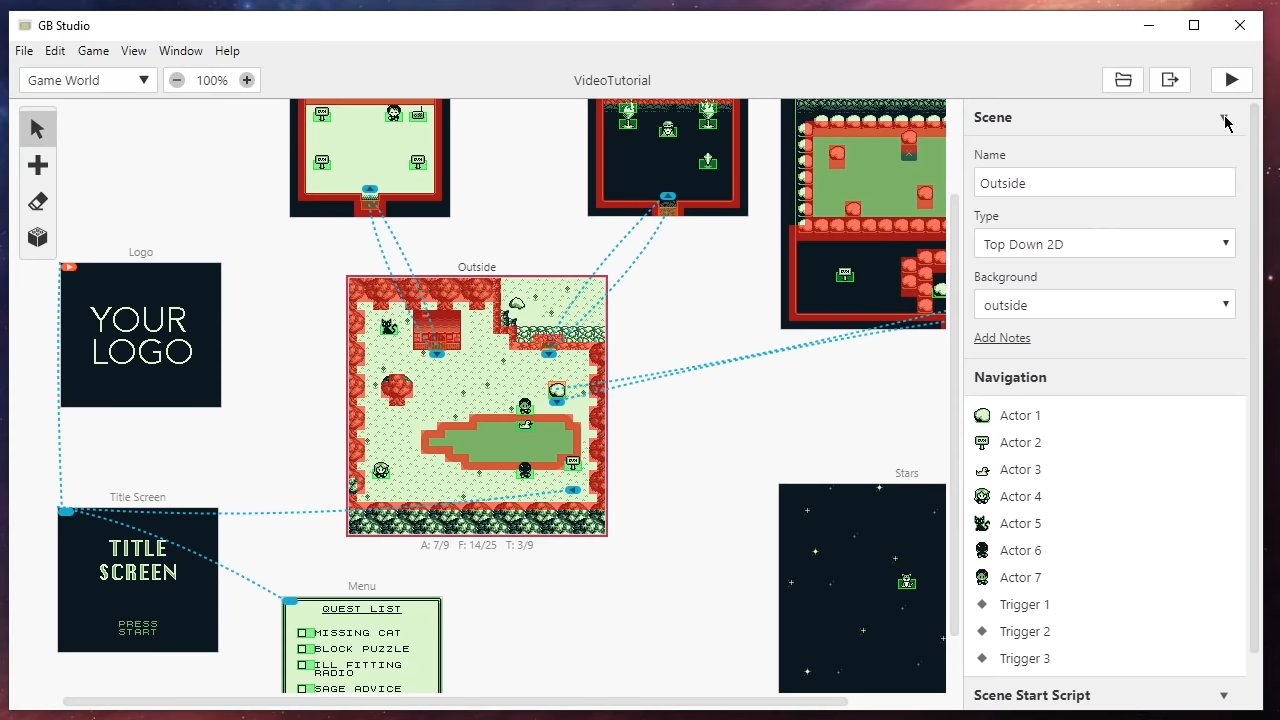 GB Studio
File Edit Game View Window Help
Game World
100%
VideoTutorial
Scene
Name
Outside
Type
Top Down 2D
Background
outside
Add Notes
Navigation
Actor 1
Actor 2
Actor 3
Actor 4
Actor 5
Actor 6
Actor 7
Trigger 1
Trigger 2
Trigger 3
Scene Start Script
Logo
YOUR
LOGO
Outside
A: 7/9 F: 14/25 T: 3/9
Title Screen
TITLE
SCREEN
PRESS
START
Menu
QUEST LIST
MISSING CAT
BLOCK PUZZLE
ILL FITTING
RADIO
SAGE ADVICE
Stars